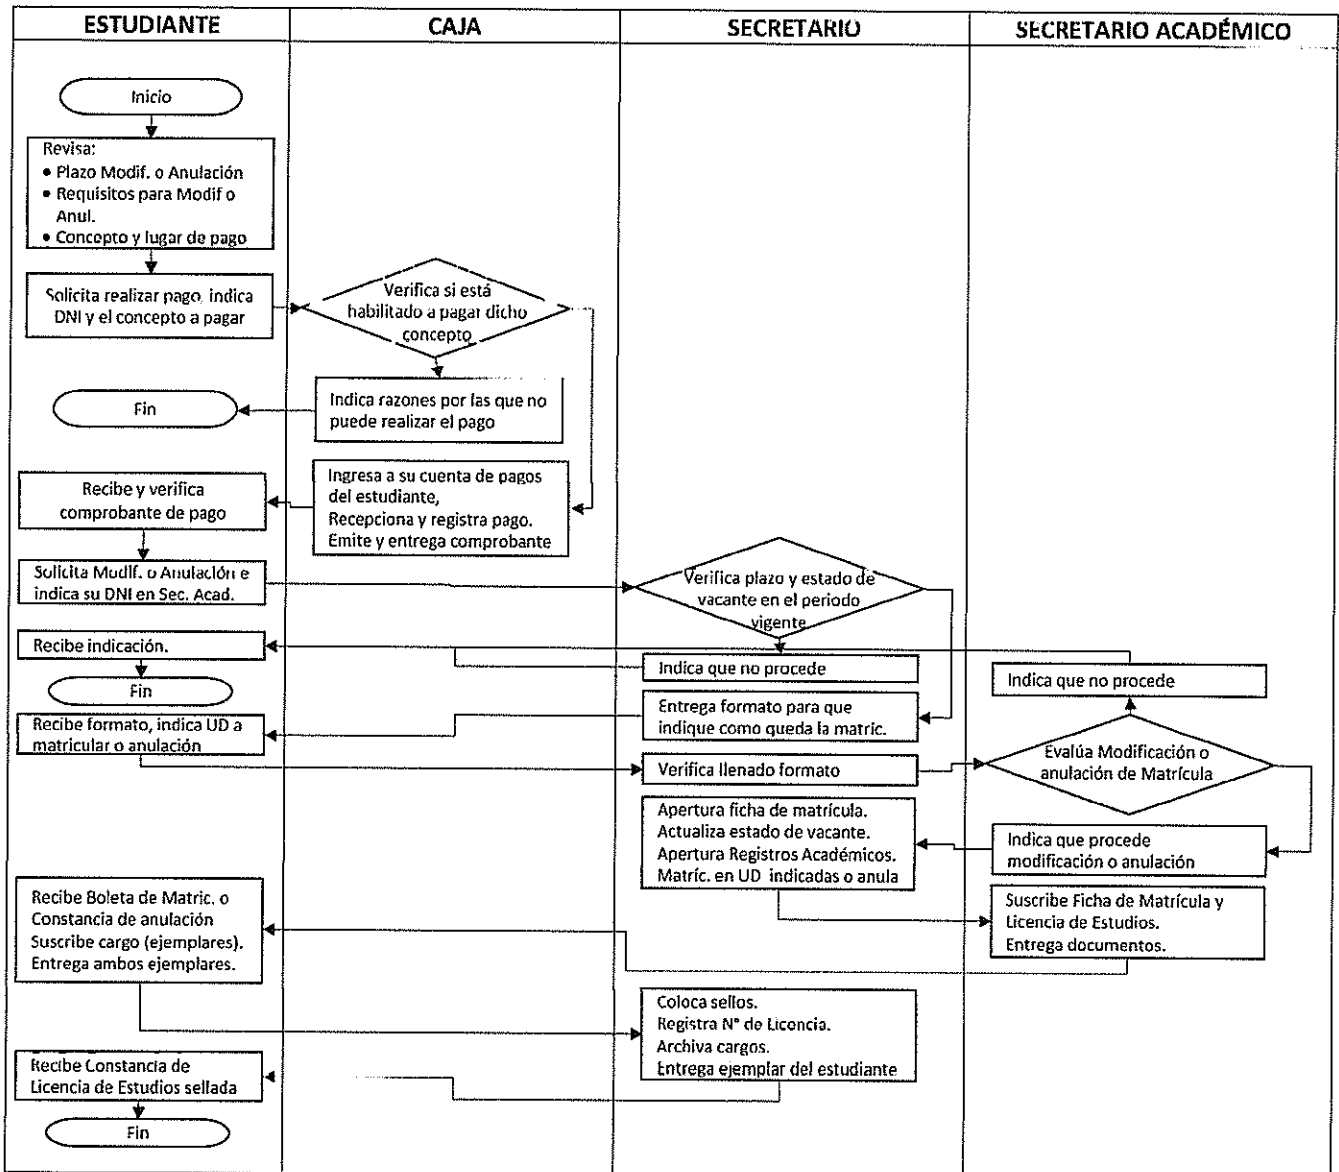 ESTUDIANTE
CAJA
SECRETARIO
SECRETARIO ACADÉMICO
Inicio
Revisa:
• Plazo Modif. o Anulación
• Requisitos para Modif o
Anul.
• Concepto y lugar de pago
Solicita realizar pago, indica
DNI y el concepto a pagar
Verifica si está
habilitado a pagar dicho
concepto
Indica razones por las que no
puede realizar el pago
Fin
Ingresa a su cuenta de pagos
del estudiante,
Recepciona y registra pago.
Emite y entrega comprobante
Recibe y verifica
comprobante de pago
Solicita Modif. o Anulación e
indica su DNI en Sec. Acad.
Verifica plazo y estado de
vacante en el periodo
vigente
Recibe indicación.
Indica que no procede
Indica que no procede
Fin
Entrega formato para que
indique como queda la matric.
Recibe formato, indica UD a
matricular o anulación
Verifica llenado formato
Evalúa Modificación o
anulación de Matrícula
Apertura ficha de matrícula.
Actualiza estado de vacante.
Apertura Registros Académicos.
Matríc. en UD indicadas o anula
Indica que procede
modificación o anulación
Suscribe Ficha de Matrícula y
Licencia de Estudios.
Entrega documentos.
Recibe Boleta de Matric. o
Constancia de anulación
Suscribe cargo (ejemplares).
Entrega ambos ejemplares.
Coloca sellos.
Registra N° de Licencia.
Archiva cargos.
Entrega ejemplar del estudiante
Recibe Constancia de
Licencia de Estudios sellada
Fin